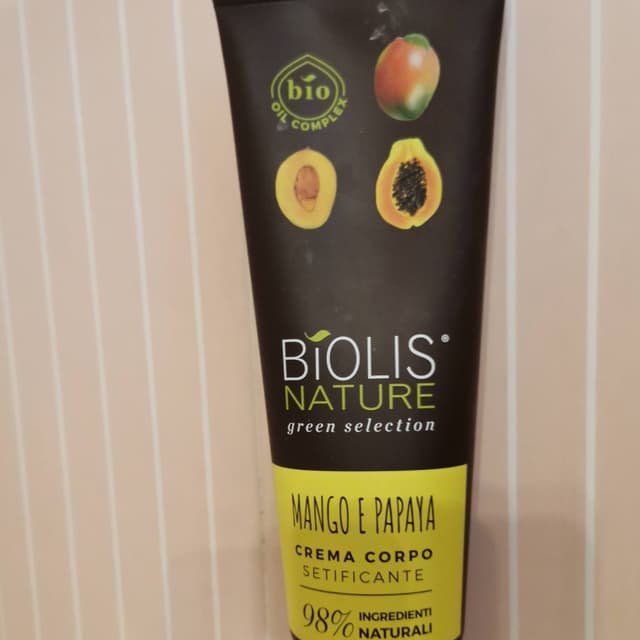 bio
OIL COMPLEX
BiOLIS®
NATURE
green selection
MANGO E PAPAYA
CREMA CORPO
SETIFICANTE
98% INGREDIENTI
NATURALI